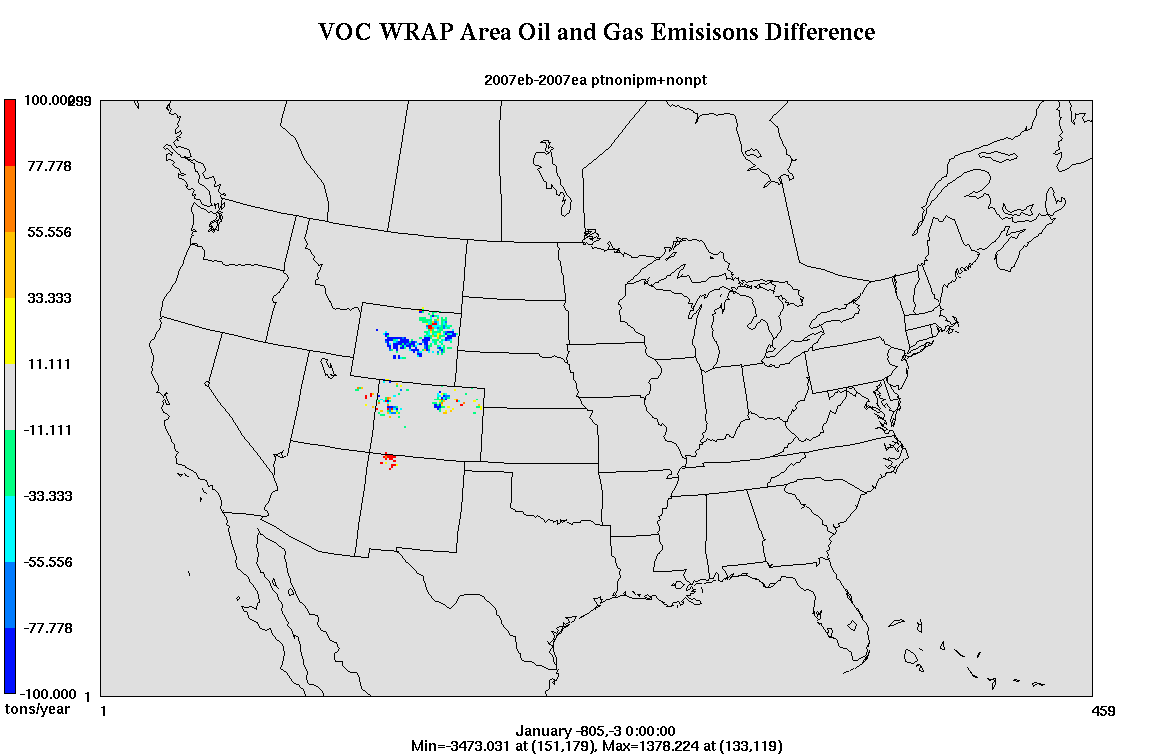 VOC WRAP Area Oil and Gas Emisisons Difference
2007eb-2007ea ptnonipm+nonpt
100.000
299
77.778
55.556
33.333
11.111
-11.111
-33.333
-55.556
-77.778
-100.000
1
tons/year
1
459
January -805,-3 0:00:00
Min=-3473.031 at (151,179), Max=1378.224 at (133,119)